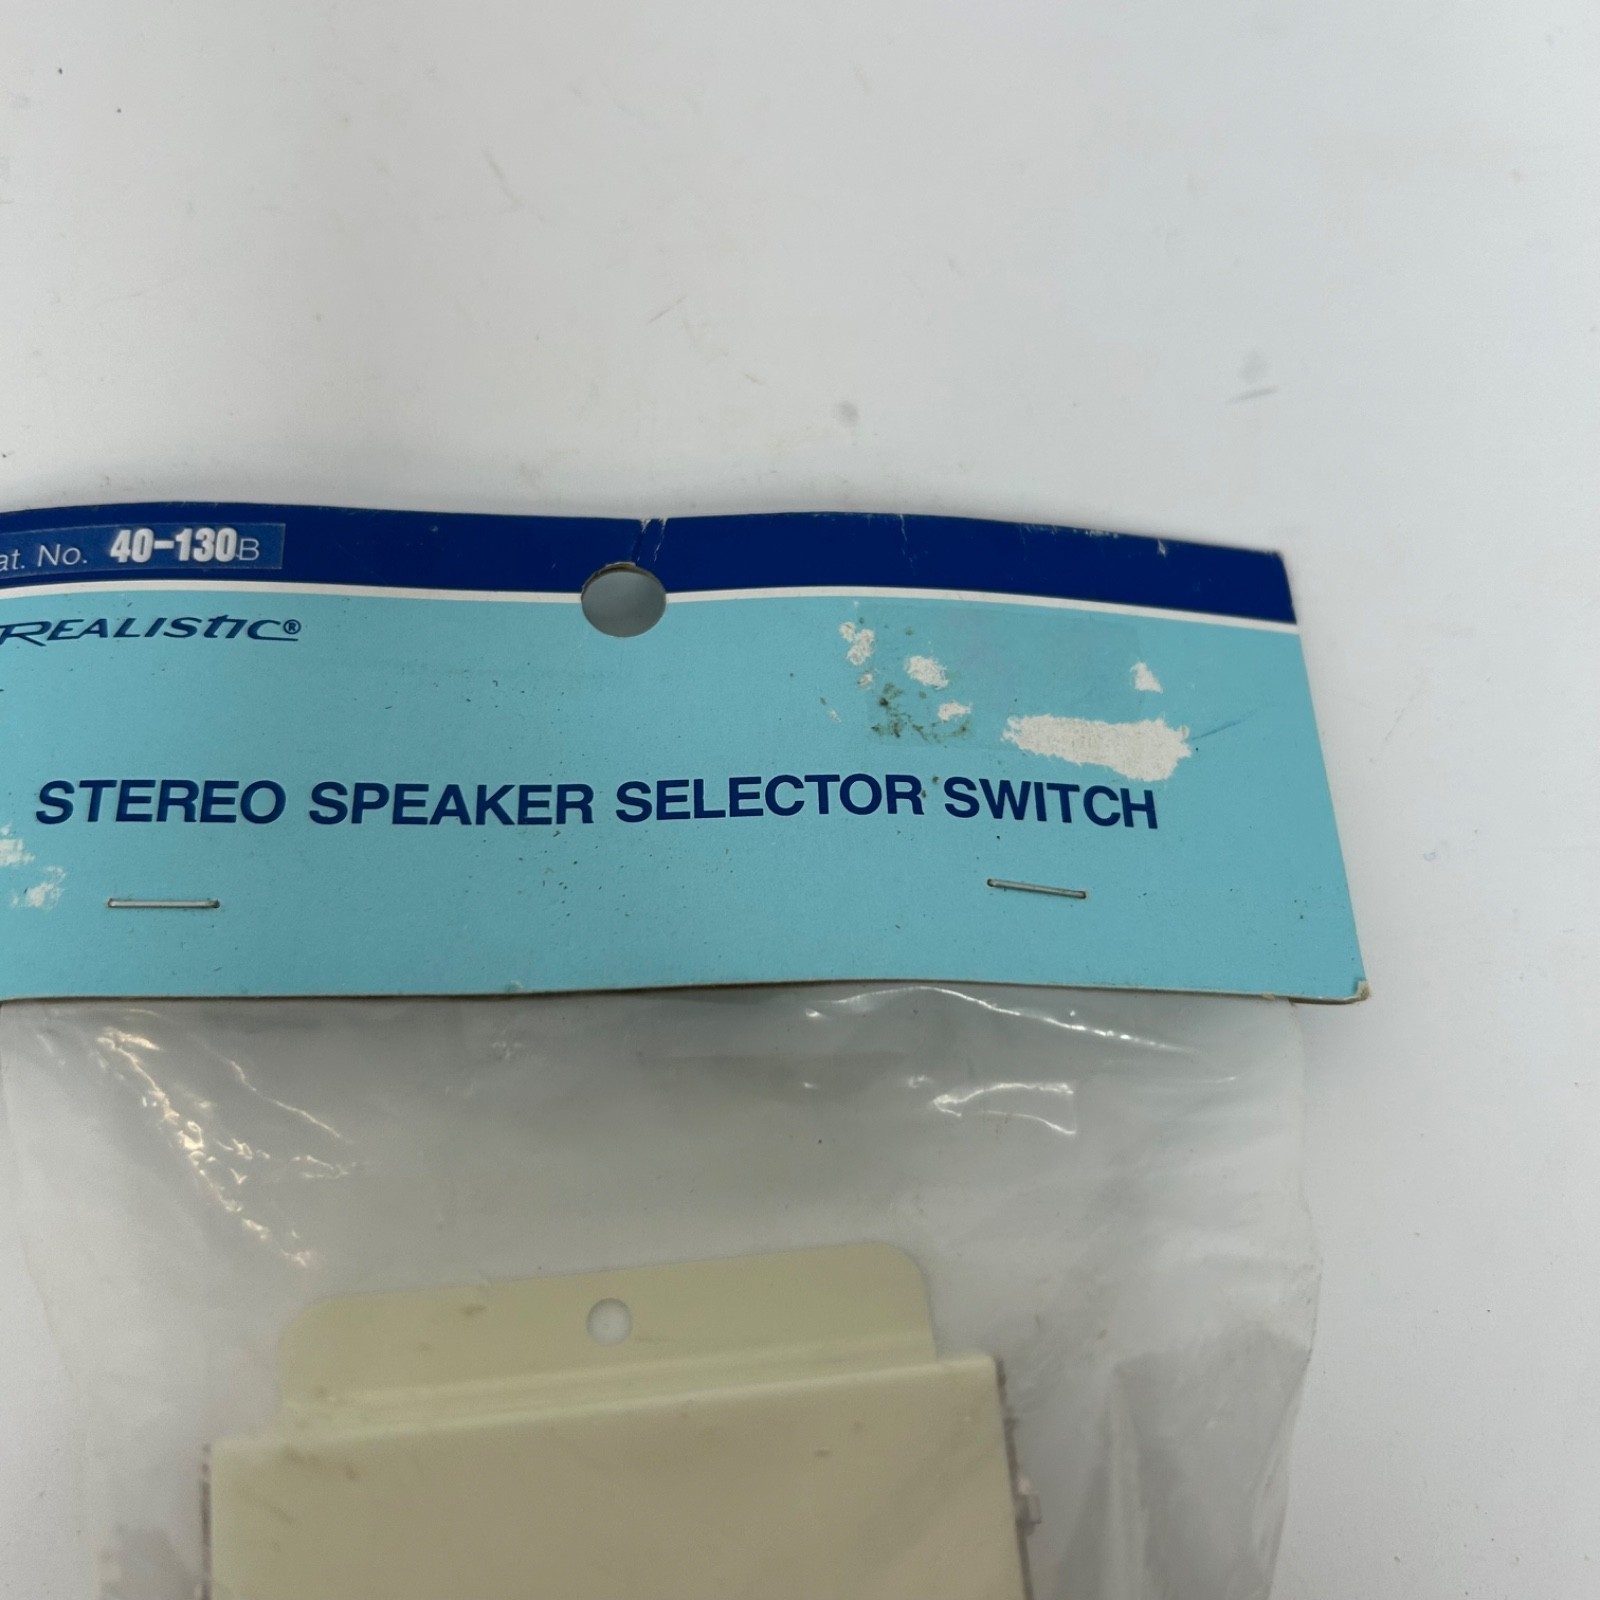 at. No. 40-130B
REALISTIC®
STEREO SPEAKER SELECTOR SWITCH